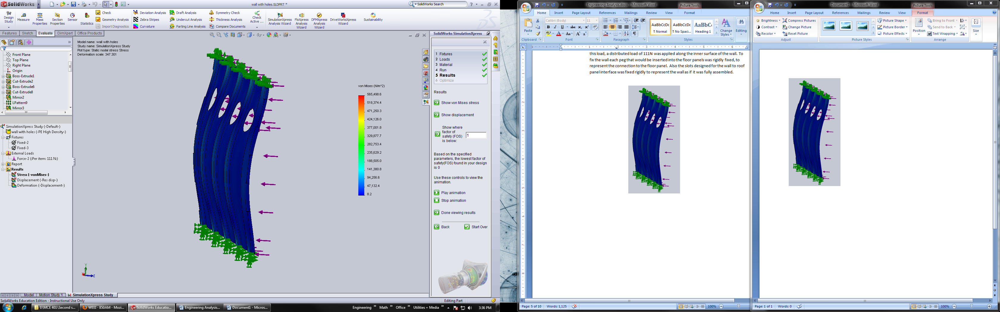 SolidWorks
wall with holes.SLDPRT *
SolidWorks Search
Design Study
Measure
Mass Properties
Section Properties
Sensor
Statistics
Check
Geometry Analysis
Import Diagnostics
Deviation Analysis
Zebra Stripes
Curvature
Draft Analysis
Undercut Analysis
Parting Line Analysis
Symmetry Check
Thickness Analysis
Compare Documents
Check Active ...
SimulationXpress Analysis Wizard
FloXpress Analysis Wizard
DFMXpress Analysis Wizard
DriveWorksXpress Wizard
Sustainability
Features
Sketch
Evaluate
DimXpert
Office Products
Front Plane
Top Plane
Right Plane
Origin
Boss-Extrude1
Cut-Extrude2
Boss-Extrude6
Cut-Extrude8
Mirror2
LPattern9
Mirror3
SimulationXpress Study (-Default-)
wall with holes (-PE High Density-)
Fixtures
Fixed-2
Fixed-3
External Loads
Force-2 (:Per item: 111 N:)
Report
Results
Stress (-vonMises-)
Displacement (-Res disp-)
Deformation (-Displacement-)
Model name: wall with holes
Study name: SimulationXpress Study
Plot type: Static nodal stress Stress
Deformation scale: 347.301
von Mises (N/m^2)
565,498.6
518,374.4
471,250.3
424,126.0
377,001.8
329,877.7
282,753.4
235,629.2
188,505.0
141,380.8
94,256.6
47,132.4
8.2
Y
Z
SolidWorks SimulationXpress
1 Fixtures
2 Loads
3 Material
4 Run
5 Results
6 Optimize
Results
Show von Mises stress
Show displacement
Show where
factor of
safety (FOS)
is below:
1
Based on the specified
parameters, the lowest factor of
safety(FOS) found in your design
is 0
Use these controls to view the
animation.
Play animation
Stop animation
Done viewing results
Back
Start Over
Model
Motion Study 1
SimulationXpress Study
SolidWorks Education Edition - Instructional Use Only
Editing Part
E:\MCE 401\Second s...
WEEI - 850AM - Mozi...
SolidWorks Educatio...
Engineering Analysis...
Document1 - Micros...
Engineering
Math
Office
Utilities + Media
3:36 PM
Engineering Analysis.docx - Microsoft Word
Picture Tools
Home
Insert
Page Layout
References
Mailings
Review
View
Format
Paste
Clipboard
Calibri (Body)
11
Font
Paragraph
AaBbCcDc
¶ Normal
AaBbCcDc
¶ No Spaci...
AaBbCc
Heading 1
Change Styles
Styles
Editing
this load, a distributed load of 111N was applied along the inner surface of the wall. To
fix the wall each peg that would be inserted into the floor panels was rigidly fixed, to
represent the connection to the floor panel. Also the slots designed for the wall to roof
panel interface was fixed rigidly to represent the wall as if it was fully assembled.
Page: 5 of 10
Words: 1,125
100%
Document1 - Microsoft Word
Picture Tools
Home
Insert
Page Layout
References
Mailings
Review
View
Format
Brightness
Contrast
Recolor
Compress Pictures
Change Picture
Reset Picture
Adjust
Picture Styles
Picture Shape
Picture Border
Picture Effects
Position
Bring to Front
Send to Back
Text Wrapping
Arrange
Size
Page: 1 of 1
Words: 0
100%